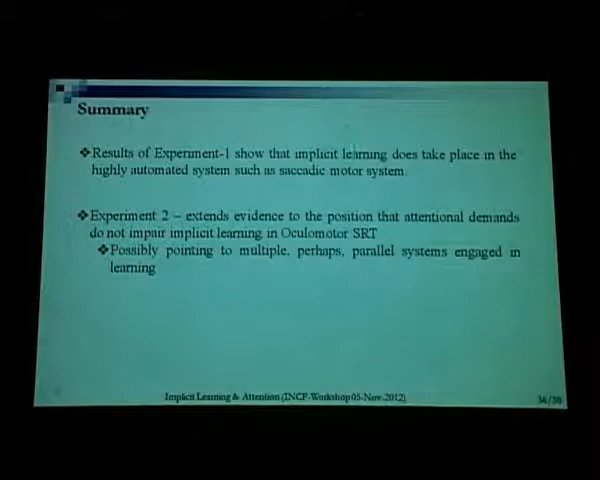 Summary
❖Results of Experiment-1 show that implicit learning does take place in the
highly automated system such as saccadic motor system.
❖Experiment 2 – extends evidence to the position that attentional demands
do not impair implicit learning in Oculomotor SRT
❖Possibly pointing to multiple, perhaps, parallel systems engaged in
learning
Implicit Learning & Attention (INCF-Workshop 05-Nov-2012)
36/38